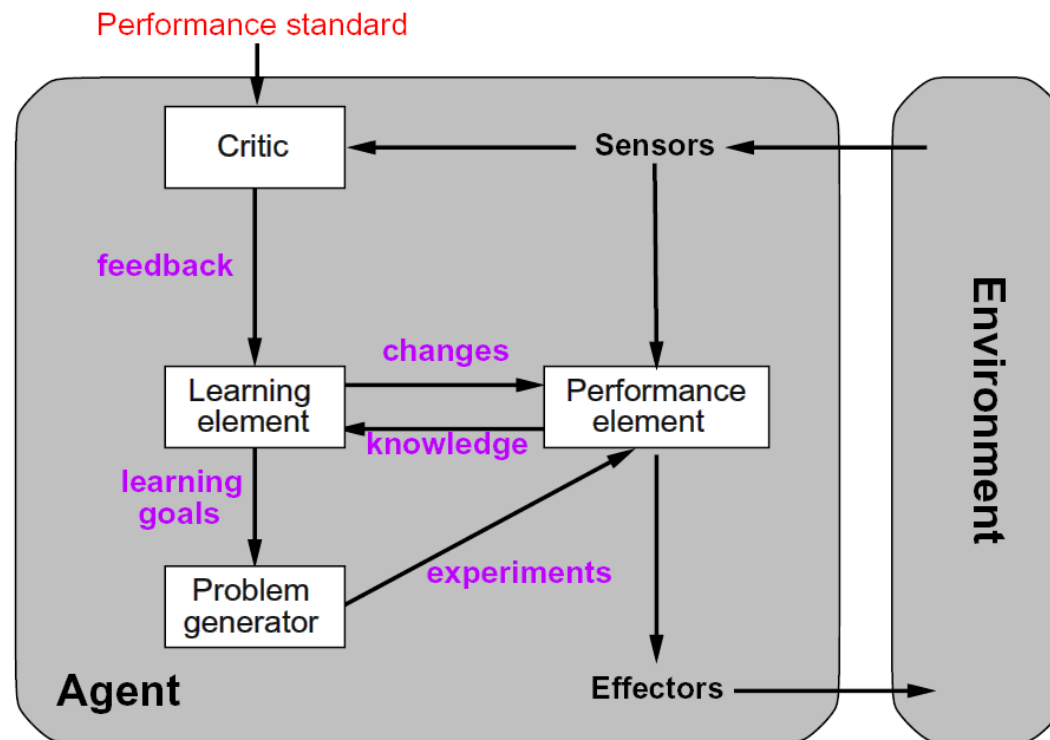 Performance standard
Critic
Sensors
feedback
changes
Learning
element
Performance
element
knowledge
learning
goals
experiments
Problem
generator
Agent
Effectors
Environment